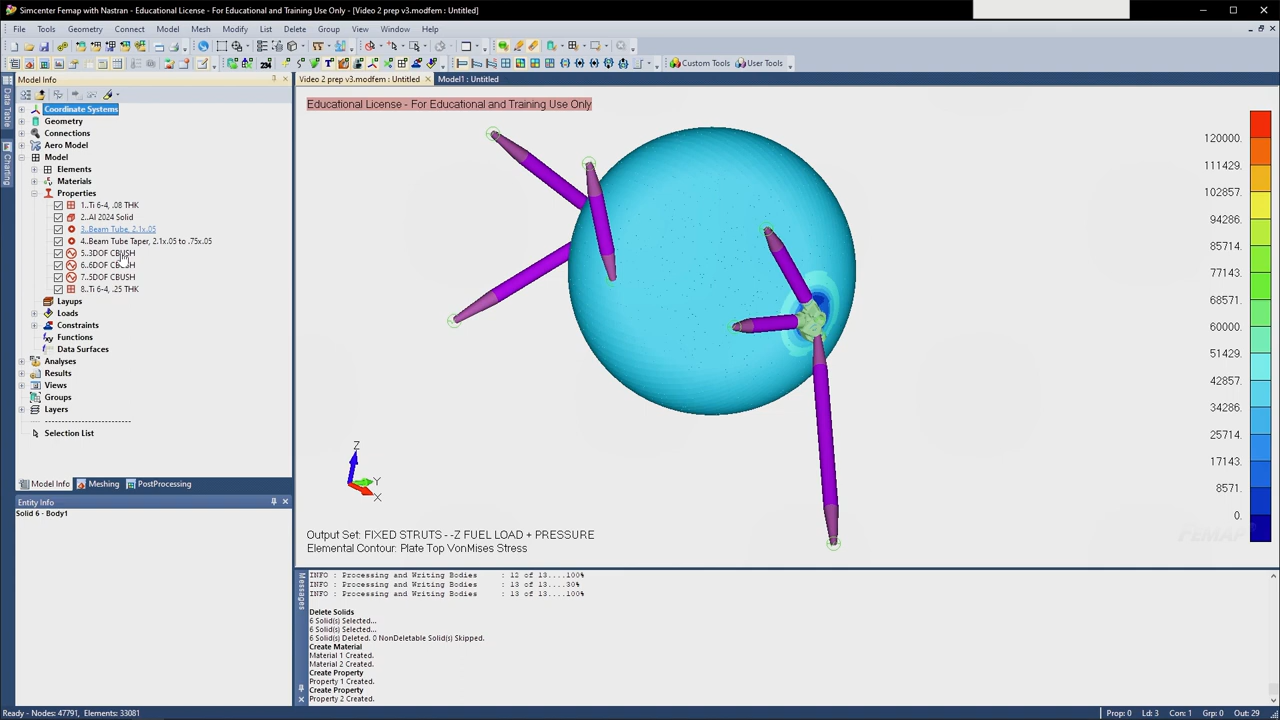 Simcenter Femap with Nastran - Educational License - For Educational and Training Use Only - [Video 2 prep v3.modfem : Untitled]
File Tools Geometry Connect Model Mesh Modify List Delete Group View Window Help
Custom Tools User Tools
Model Info
Video 2 prep v3.modfem : Untitled Model1 : Untitled
Data Table
Charting
Coordinate Systems
Geometry
Connections
Aero Model
Model
Elements
Materials
Properties
1..Ti 6-4, .08 THK
2..Al 2024 Solid
3..Beam Tube, 2.1x.05
4..Beam Tube Taper, 2.1x.05 to .75x.05
5..3DOF CBUSH
6..6DOF CBUSH
7..5DOF CBUSH
8..Ti 6-4, .25 THK
Layups
Loads
Constraints
Functions
Data Surfaces
Analyses
Results
Views
Groups
Layers
Selection List
Model Info Meshing PostProcessing
Entity Info
Solid 6 - Body1
Educational License - For Educational and Training Use Only
120000.
111429.
102857.
94286.
85714.
77143.
68571.
60000.
51429.
42857.
34286.
25714.
17143.
8571.
0.
Z
Y
X
Output Set: FIXED STRUTS - -Z FUEL LOAD + PRESSURE
Elemental Contour: Plate Top VonMises Stress
FEMAP
Messages
INFO : Processing and Writing Bodies : 12 of 13....100%
INFO : Processing and Writing Bodies : 13 of 13....30%
INFO : Processing and Writing Bodies : 13 of 13....100%
Delete Solids
6 Solid(s) Selected...
6 Solid(s) Selected...
6 Solid(s) Deleted. 0 NonDeletable Solid(s) Skipped.
Create Material
Material 1 Created.
Material 2 Created.
Create Property
Property 1 Created.
Create Property
Property 2 Created.
Ready - Nodes: 47791, Elements: 33081
Prop: 0 Ld: 3 Con: 1 Grp: 0 Out: 29